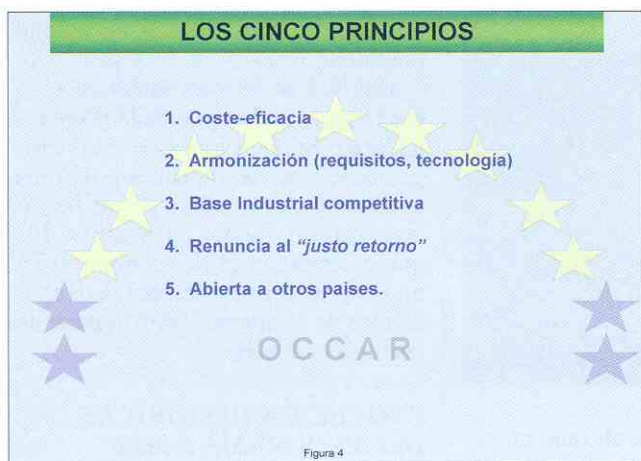 LOS CINCO PRINCIPIOS
1. Coste-eficacia
2. Armonización (requisitos, tecnología)
3. Base Industrial competitiva
4. Renuncia al "justo retorno"
5. Abierta a otros paises.
O C C A R
Figura 4